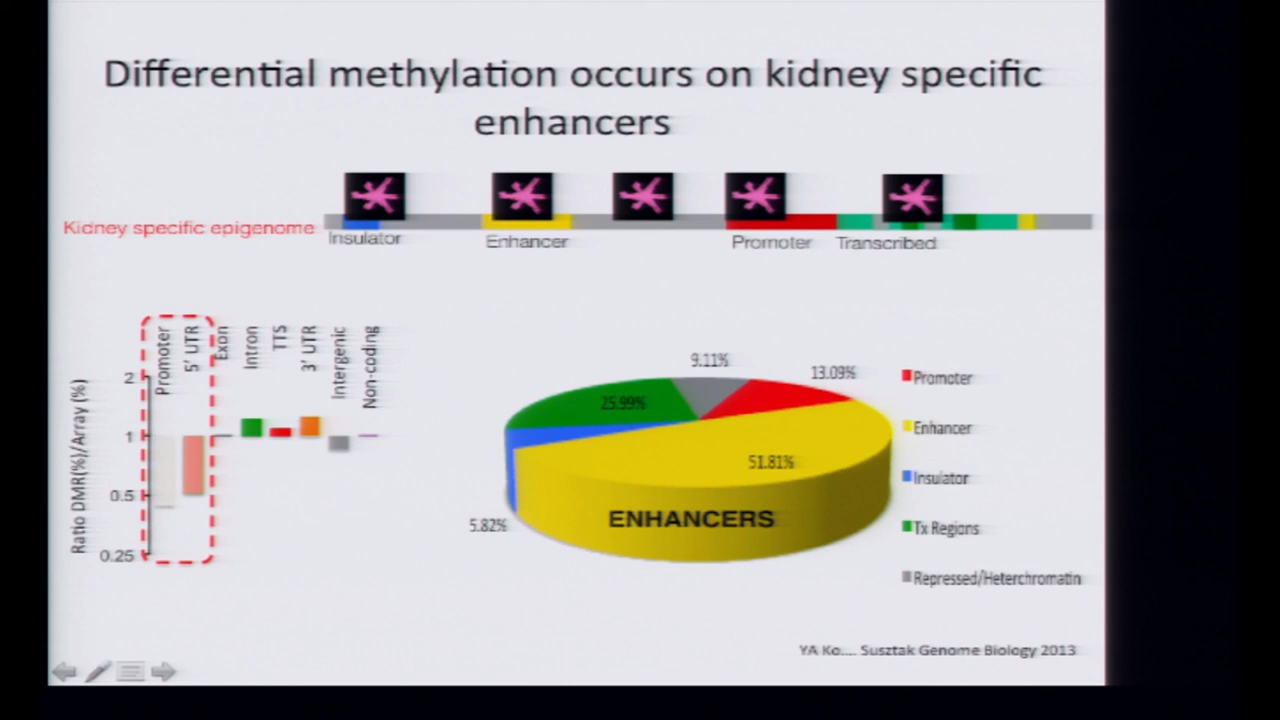 Differential methylation occurs on kidney specific
enhancers
Kidney specific epigenome
Insulator
Enhancer
Promoter
Transcribed
Promoter
5' UTR
Exon
Intron
TTS
3' UTR
Intergenic
Non-coding
Ratio DMR(%)/Array (%)
2
1
0.5
0.25
9.11%
13.09%
25.99%
51.81%
5.82%
ENHANCERS
Promoter
Enhancer
Insulator
Tx Regions
Repressed/Heterchromatin
YA Ko.... Susztak Genome Biology 2013